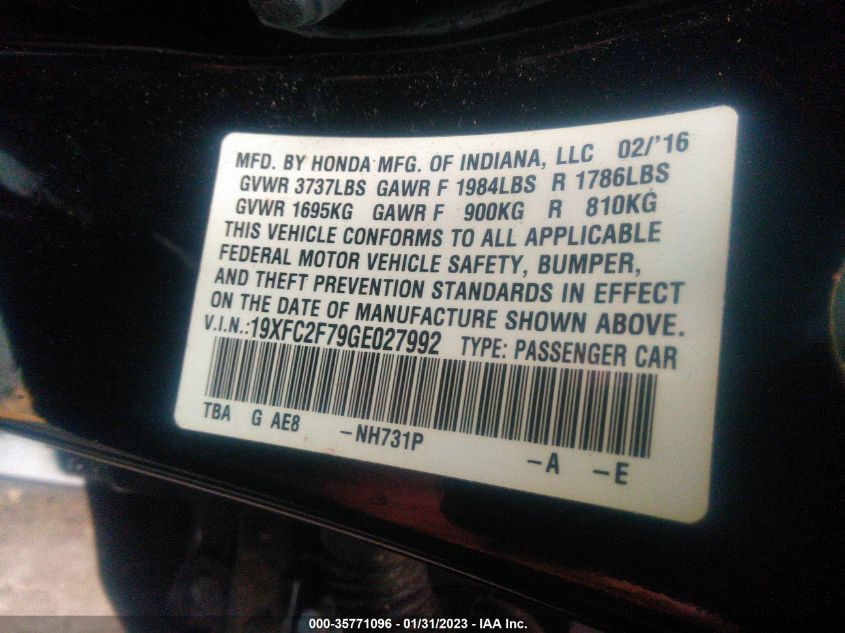 MFD. BY HONDA MFG. OF INDIANA, LLC 02/'16
GVWR 3737LBS GAWR F 1984LBS R 1786LBS
GVWR 1695KG GAWR F 900KG R 810KG
THIS VEHICLE CONFORMS TO ALL APPLICABLE
FEDERAL MOTOR VEHICLE SAFETY, BUMPER,
AND THEFT PREVENTION STANDARDS IN EFFECT
ON THE DATE OF MANUFACTURE SHOWN ABOVE.
V.I.N.:19XFC2F79GE027992 TYPE: PASSENGER CAR
TBA G AE8 -NH731P -A -E
000-35771096 - 01/31/2023 - IAA Inc.